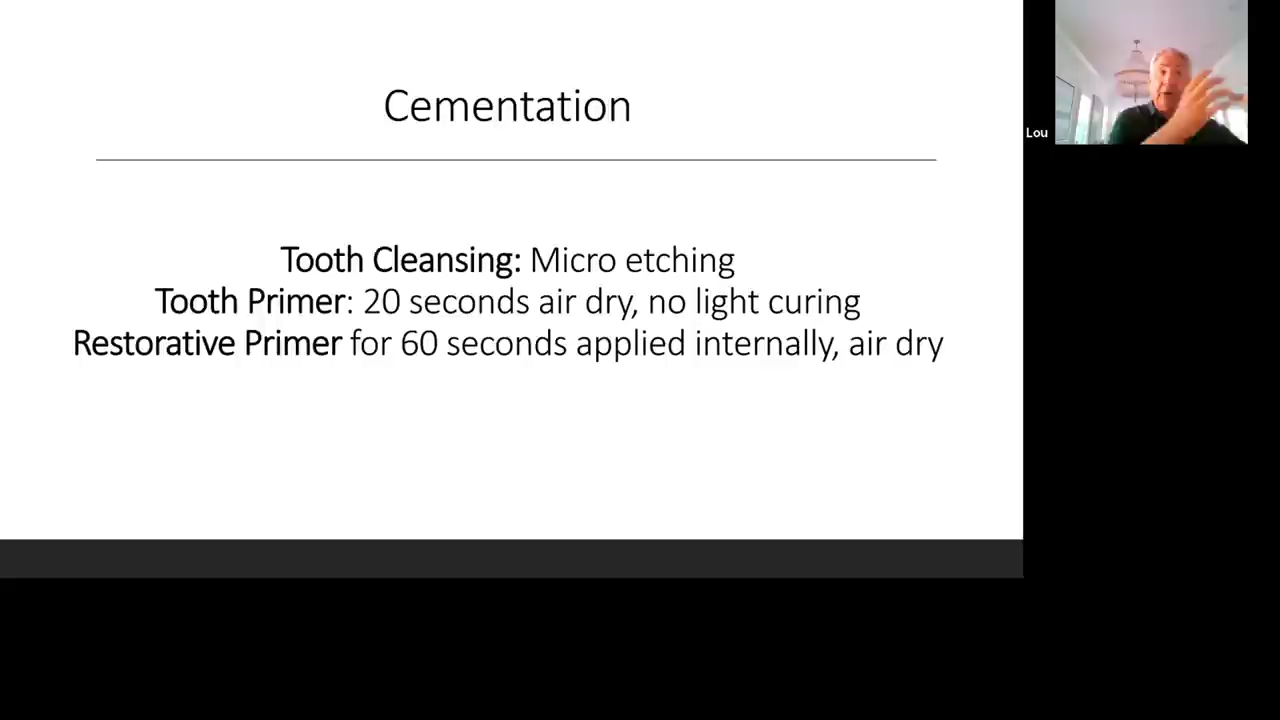 Cementation
Tooth Cleansing: Micro etching
Tooth Primer: 20 seconds air dry, no light curing
Restorative Primer for 60 seconds applied internally, air dry
Lou